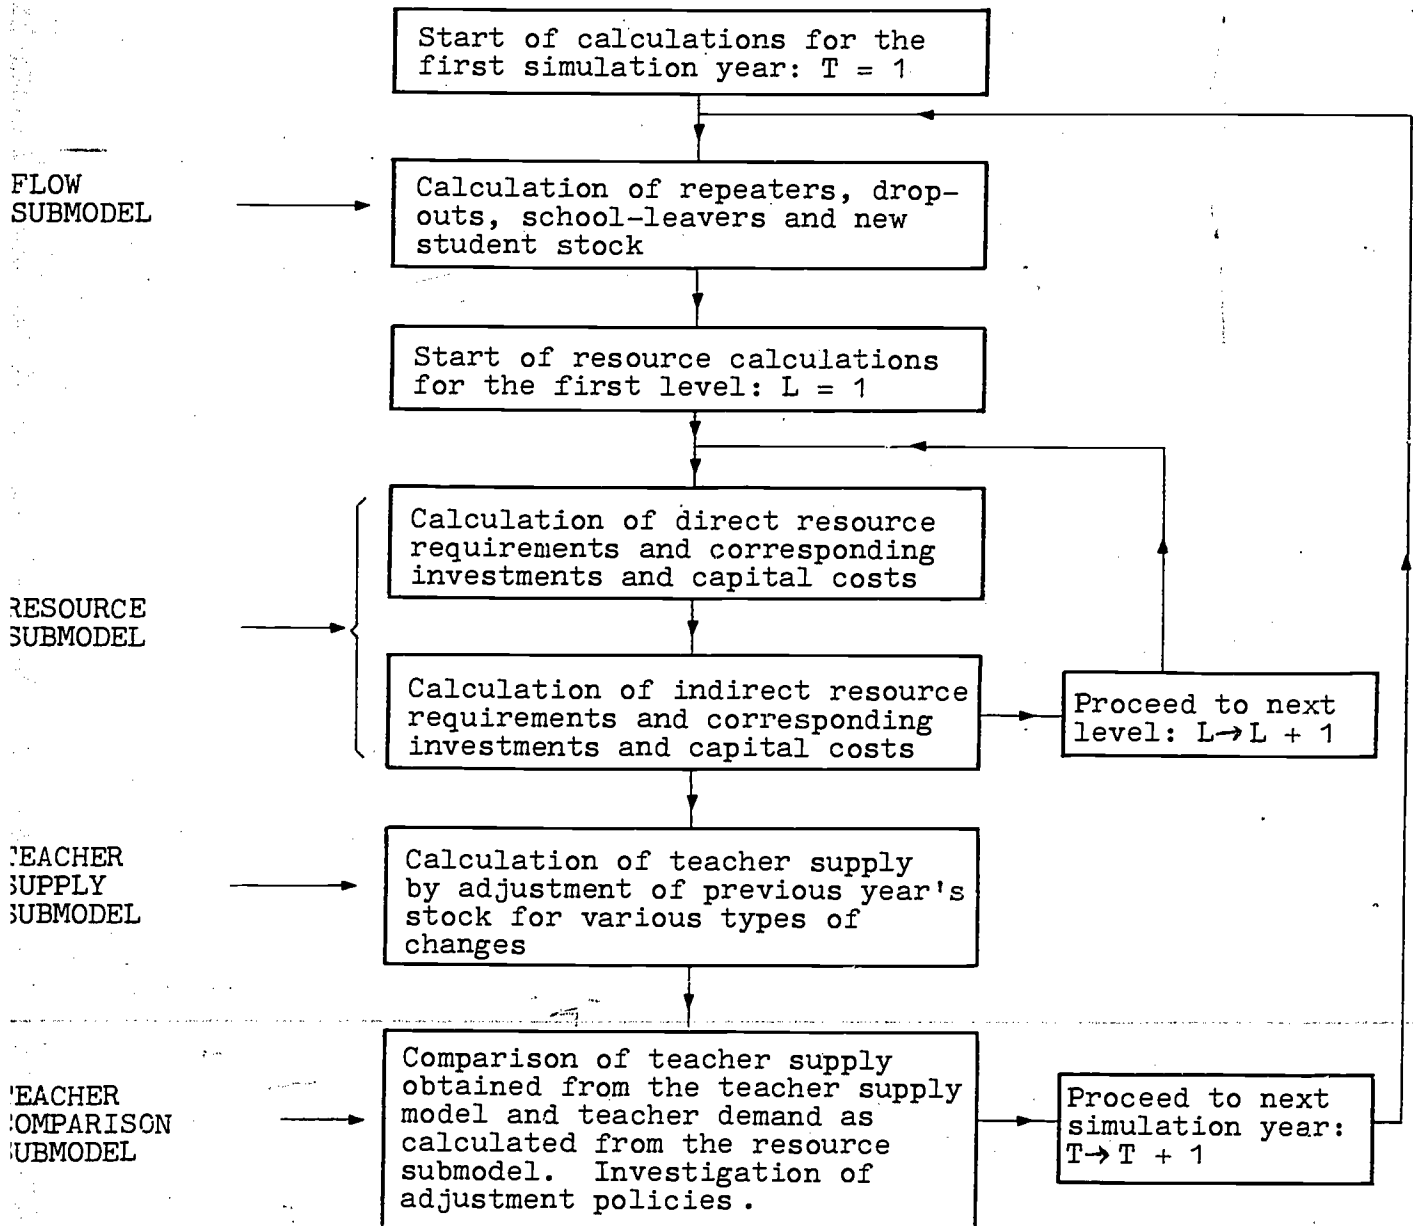 Start of calculations for the
first simulation year: T = 1
FLOW
SUBMODEL
Calculation of repeaters, drop-
outs, school-leavers and new
student stock
Start of resource calculations
for the first level: L = 1
RESOURCE
SUBMODEL
Calculation of direct resource
requirements and corresponding
investments and capital costs
Calculation of indirect resource
requirements and corresponding
investments and capital costs
Proceed to next
level: L→L + 1
TEACHER
SUPPLY
SUBMODEL
Calculation of teacher supply
by adjustment of previous year's
stock for various types of
changes
TEACHER
COMPARISON
SUBMODEL
Comparison of teacher supply
obtained from the teacher supply
model and teacher demand as
calculated from the resource
submodel. Investigation of
adjustment policies.
Proceed to next
simulation year:
T→T + 1